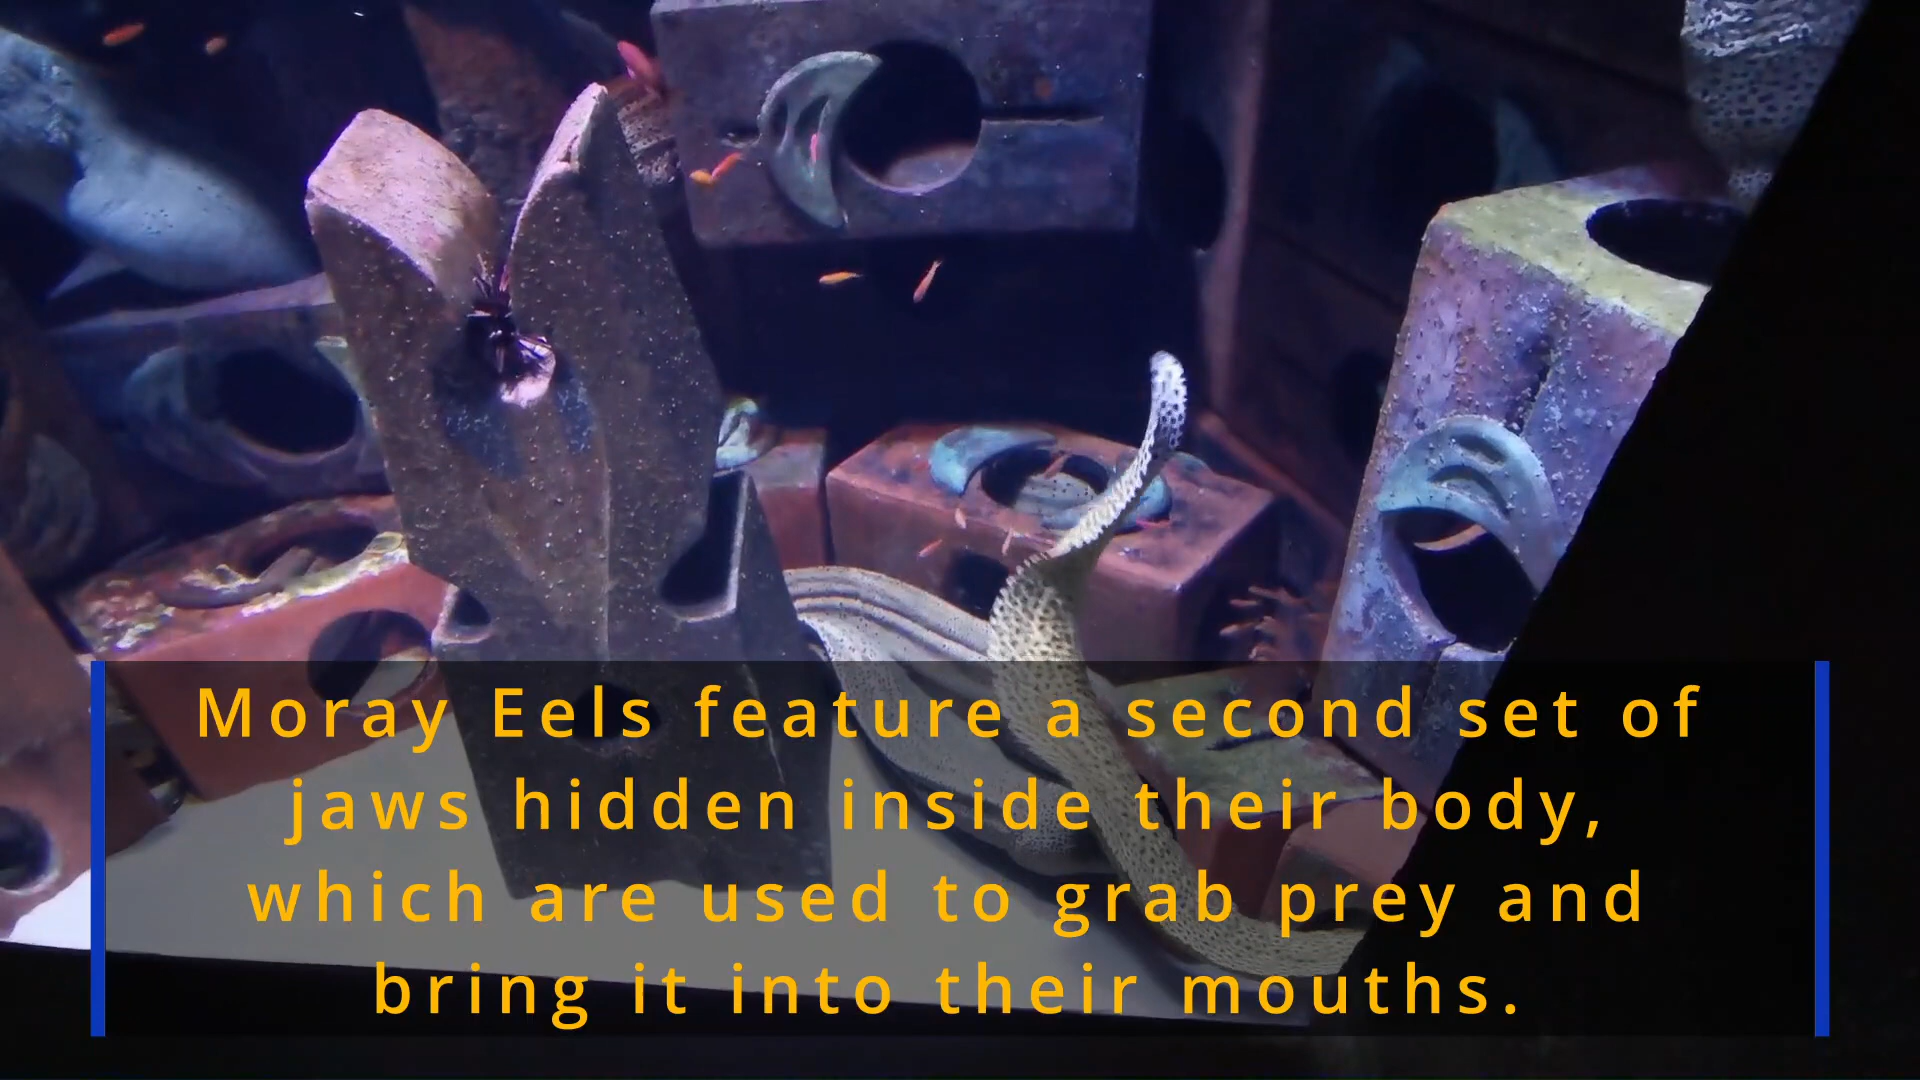 Moray Eels feature a second set of
jaws hidden inside their body,
which are used to grab prey and
bring it into their mouths.